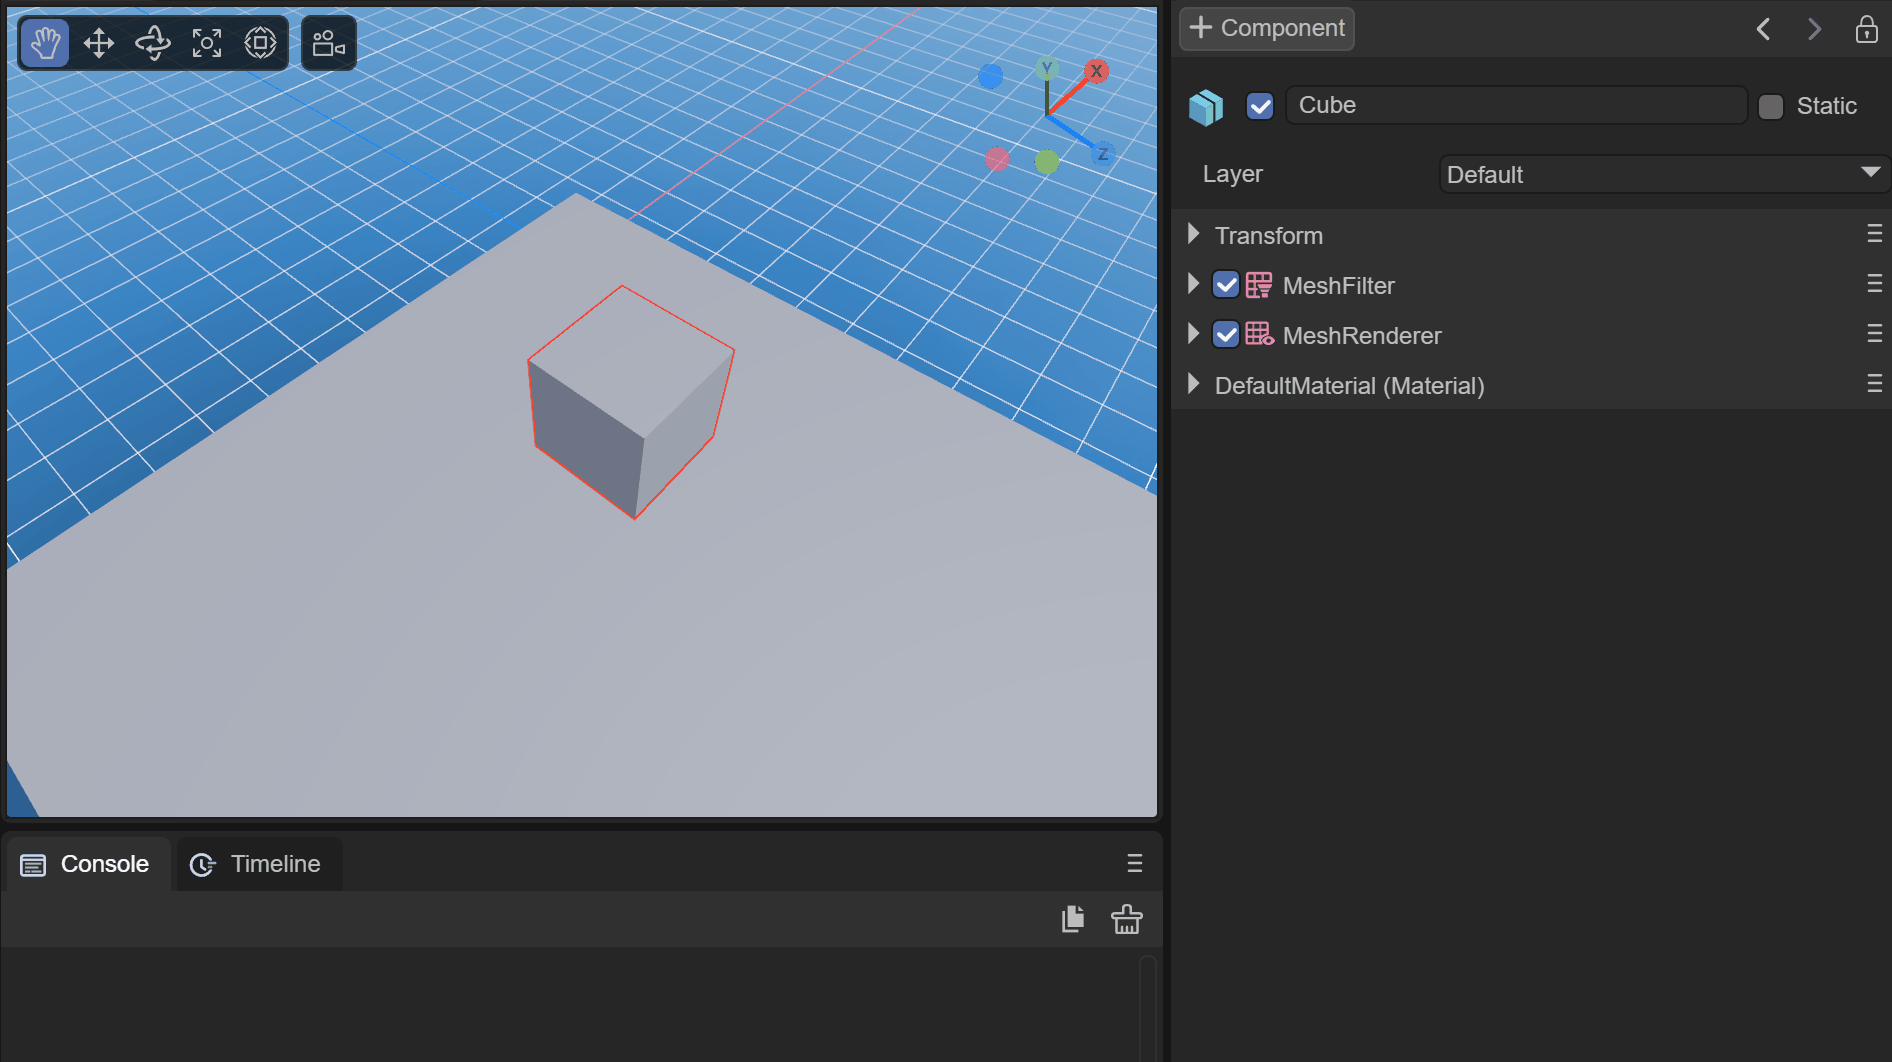 Y
X
Z
Component
Cube
Static
Layer
Default
Transform
MeshFilter
MeshRenderer
DefaultMaterial (Material)
Console
Timeline